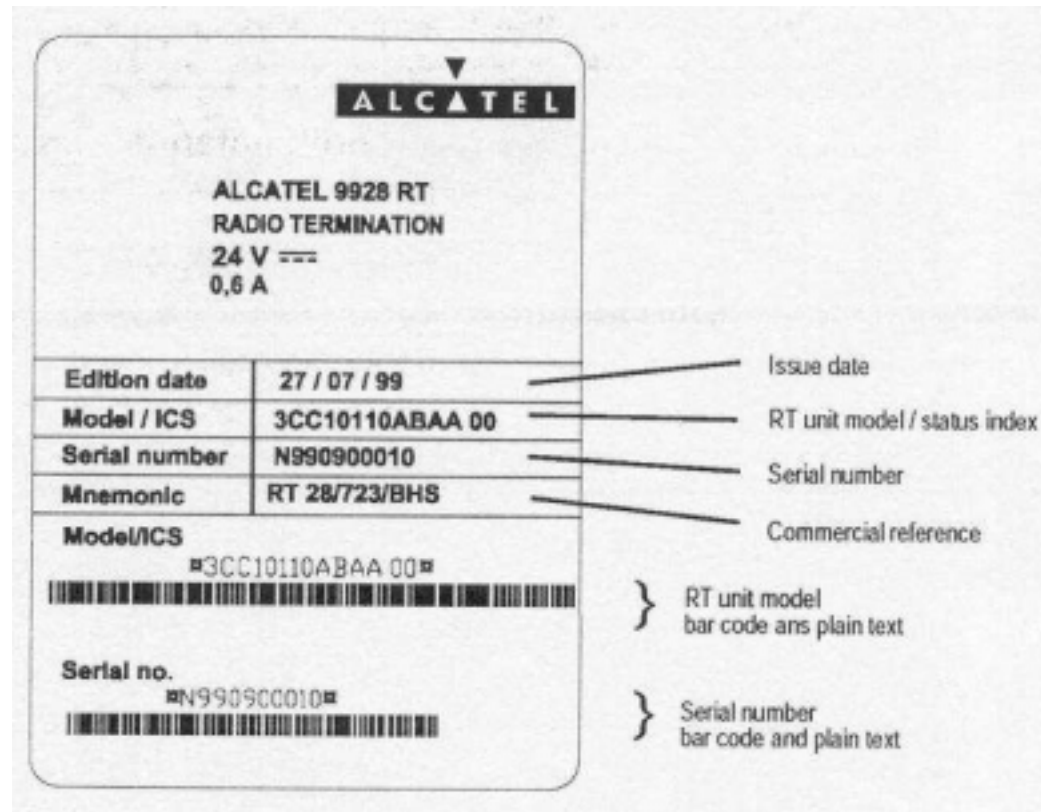 ALCATEL
ALCATEL 9928 RT
RADIO TERMINATION
24 V
0,6 A
Edition date 27 / 07 / 99 Issue date
Model / ICS 3CC10110ABAA 00 RT unit model / status index
Serial number N990900010 Serial number
Mnemonic RT 28/723/BHS Commercial reference
Model/ICS
¤3CC10110ABAA 00¤
RT unit model
bar code ans plain text
Serial no.
¤N990900010¤
Serial number
bar code and plain text